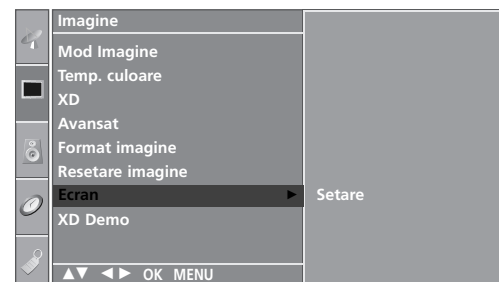 Imagine
Mod Imagine
Temp. culoare
XD
Avansat
Format imagine
Resetare imagine
Ecran ► Setare
XD Demo
▲▼ ◄► OK MENU